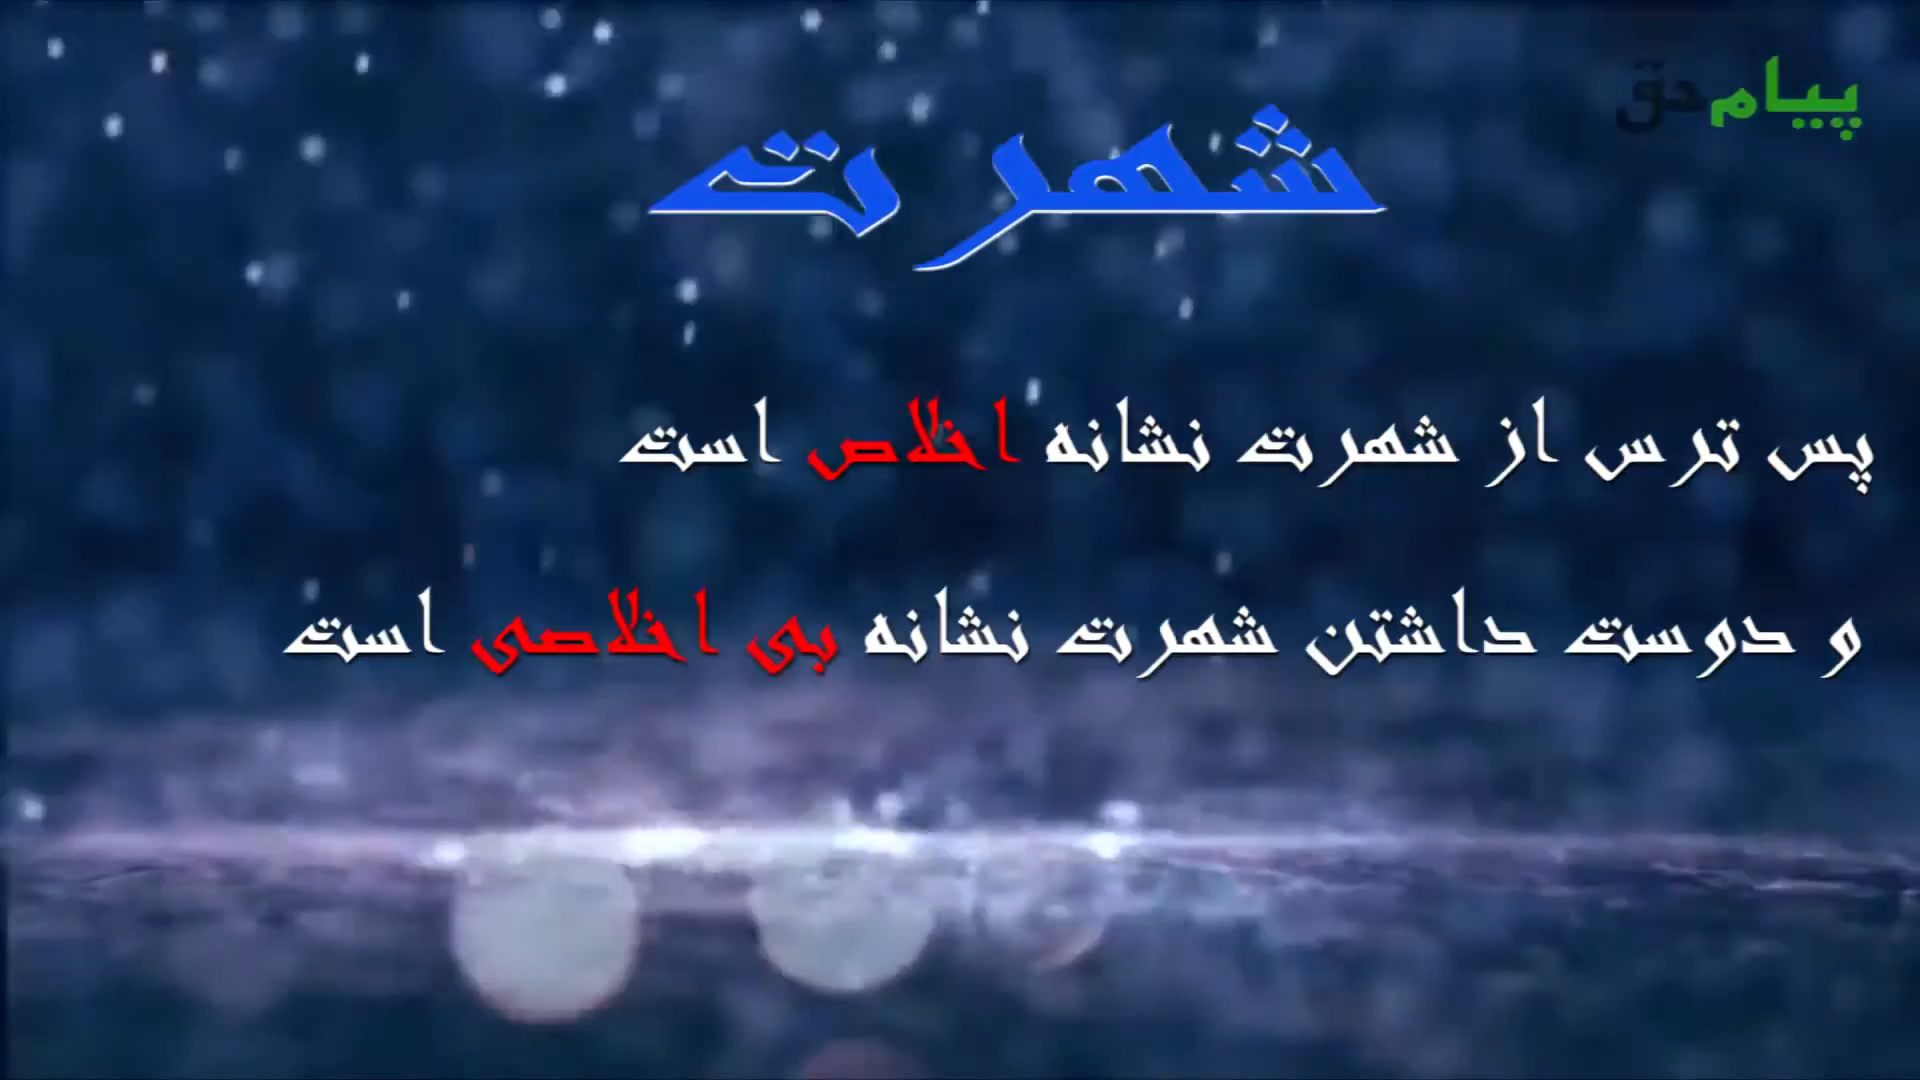 پیام حق
شهرت
پس ترس از شهرت نشانه اخلاص است
و دوست داشتن شهرت نشانه بی اخلاصی است